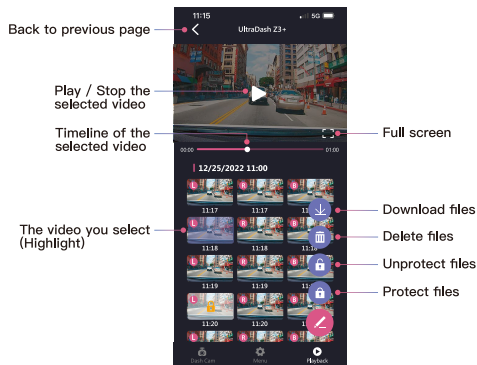 11:15
5G
Back to previous page
UltraDash Z3+
Play / Stop the
selected video
Timeline of the
selected video
Full screen
00:00
01:00
12/25/2022 11:00
L
R
R
11:17
11:17
11:17
Download files
The video you select
(Highlight)
L
R
R
Delete files
11:18
11:18
11:18
Unprotect files
L
R
R
11:19
11:19
Protect files
L
R
R
11:20
11:20
11:20
L
R
R
Dash Cam
Menu
Playback